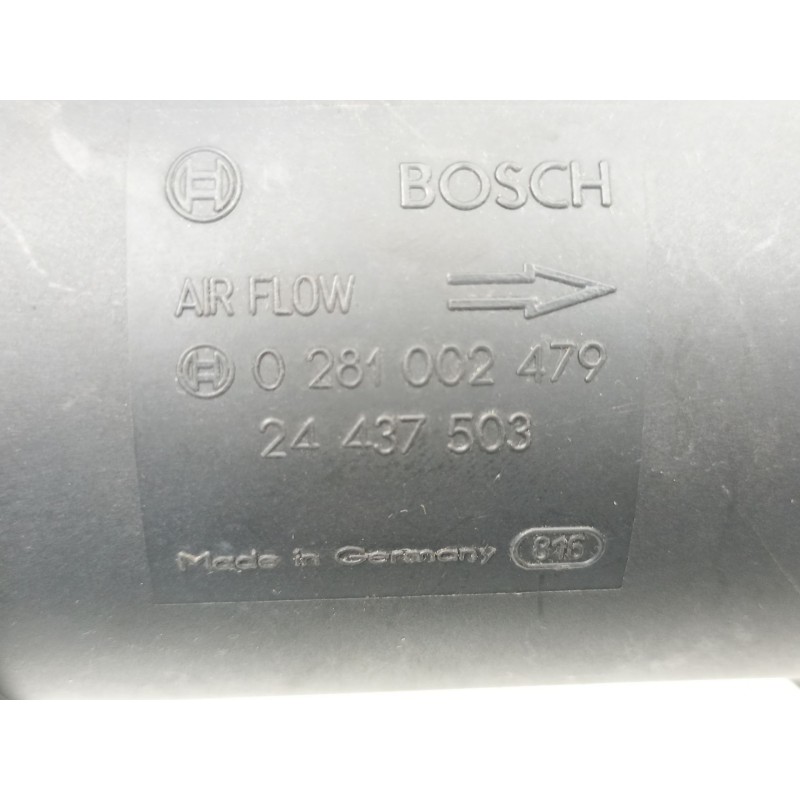 BOSCH
AIR FLOW
0 281 002 479
24 437 503
Made in Germany 816